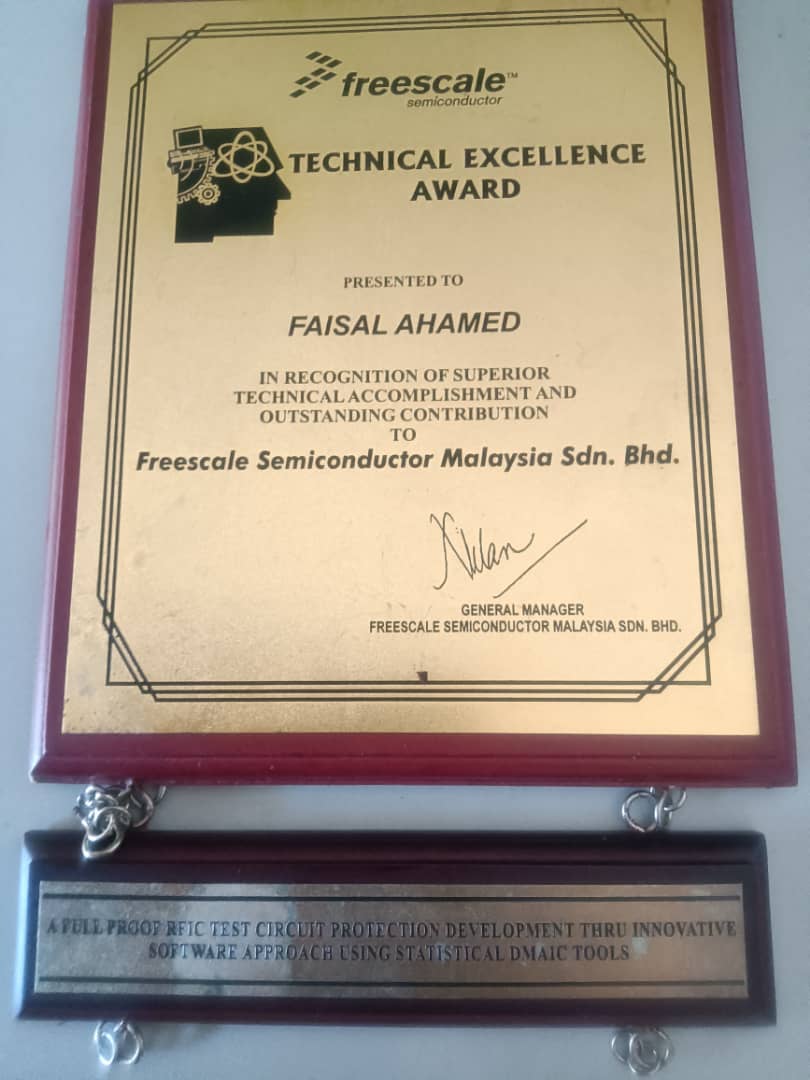 freescale™
semiconductor
TECHNICAL EXCELLENCE
AWARD
PRESENTED TO
FAISAL AHAMED
IN RECOGNITION OF SUPERIOR
TECHNICAL ACCOMPLISHMENT AND
OUTSTANDING CONTRIBUTION
TO
Freescale Semiconductor Malaysia Sdn. Bhd.
GENERAL MANAGER
FREESCALE SEMICONDUCTOR MALAYSIA SDN. BHD.
A FULL PROOF RFIC TEST CIRCUIT PROTECTION DEVELOPMENT THRU INNOVATIVE
SOFTWARE APPROACH USING STATISTICAL DMAIC TOOLS